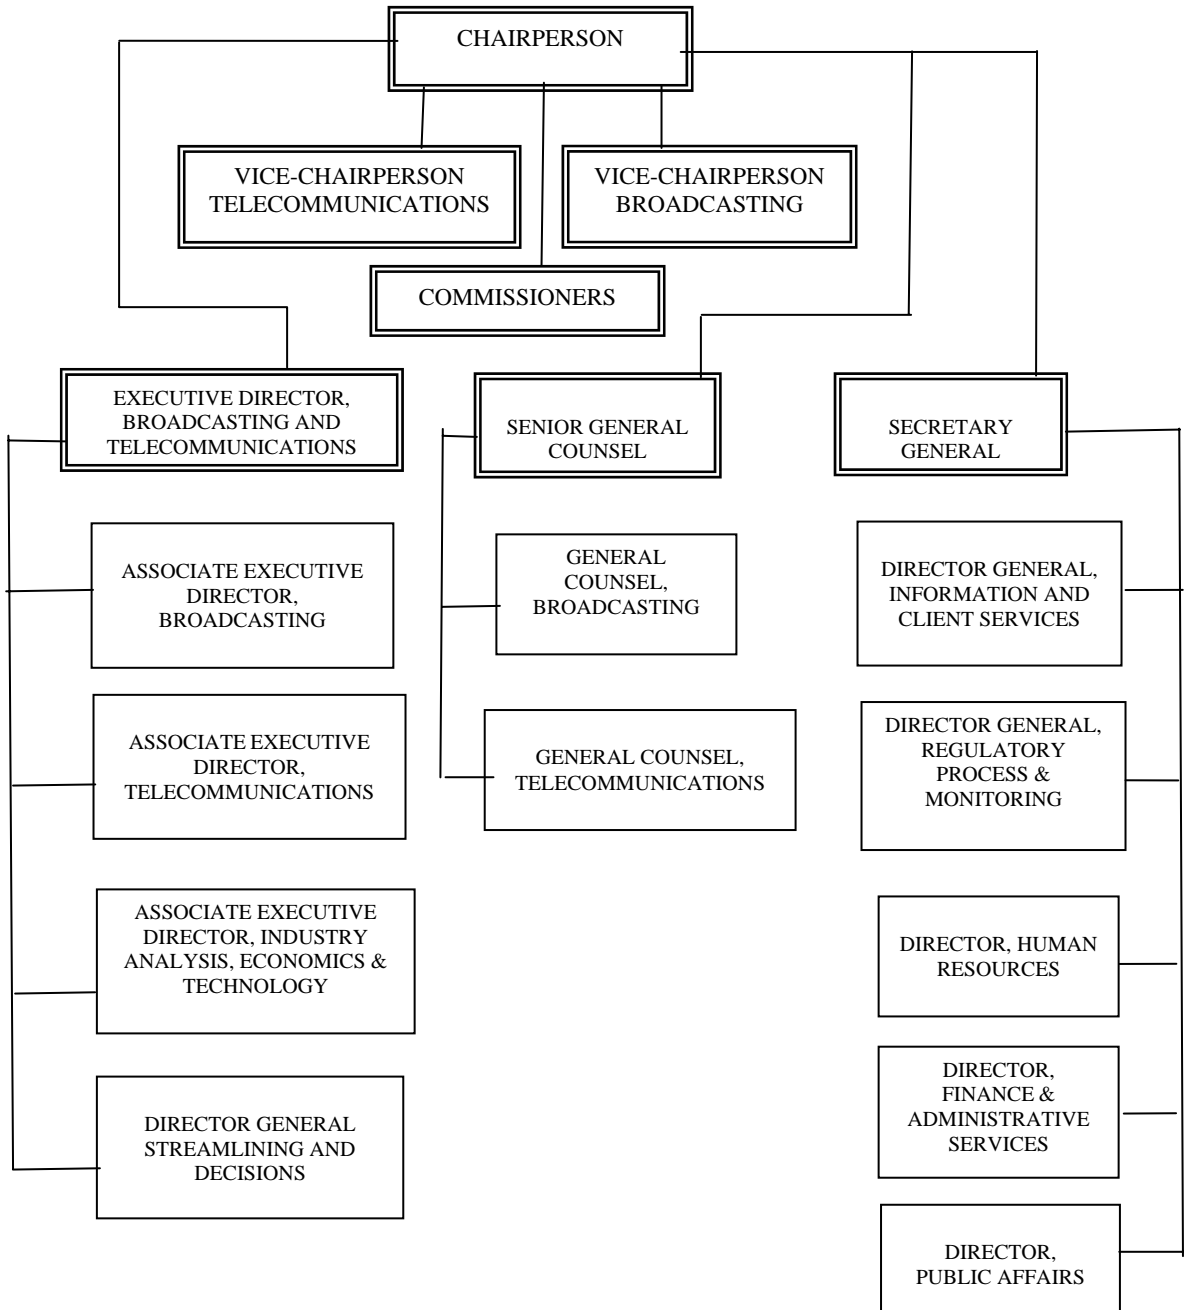 CHAIRPERSON
VICE-CHAIRPERSON
TELECOMMUNICATIONS
VICE-CHAIRPERSON
BROADCASTING
COMMISSIONERS
EXECUTIVE DIRECTOR,
BROADCASTING AND
TELECOMMUNICATIONS
SENIOR GENERAL
COUNSEL
SECRETARY
GENERAL
ASSOCIATE EXECUTIVE
DIRECTOR,
BROADCASTING
ASSOCIATE EXECUTIVE
DIRECTOR,
TELECOMMUNICATIONS
ASSOCIATE EXECUTIVE
DIRECTOR, INDUSTRY
ANALYSIS, ECONOMICS &
TECHNOLOGY
DIRECTOR GENERAL
STREAMLINING AND
DECISIONS
GENERAL
COUNSEL,
BROADCASTING
GENERAL COUNSEL,
TELECOMMUNICATIONS
DIRECTOR GENERAL,
INFORMATION AND
CLIENT SERVICES
DIRECTOR GENERAL,
REGULATORY
PROCESS &
MONITORING
DIRECTOR, HUMAN
RESOURCES
DIRECTOR,
FINANCE &
ADMINISTRATIVE
SERVICES
DIRECTOR,
PUBLIC AFFAIRS